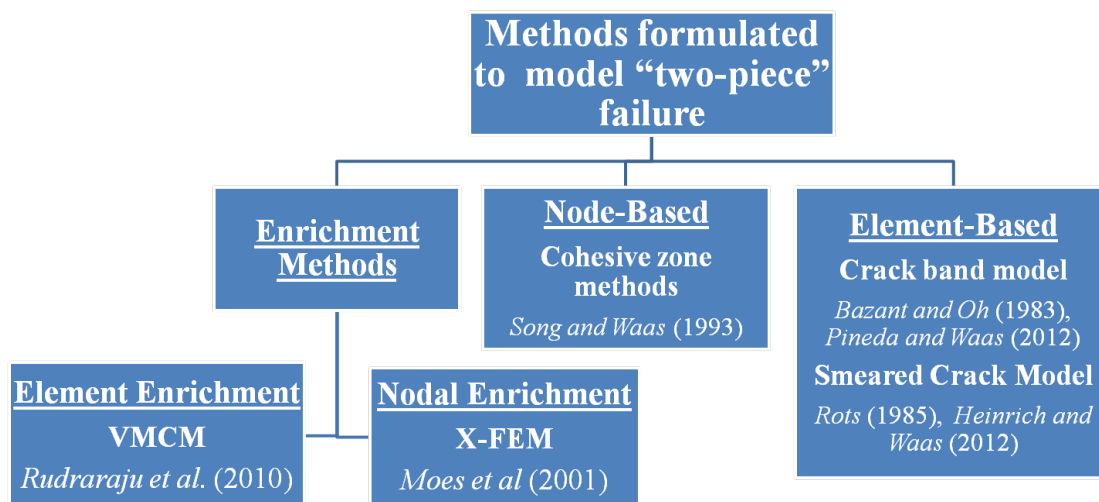 Methods formulated
to model “two-piece”
failure
Enrichment
Methods
Node-Based
Cohesive zone
methods
Song and Waas (1993)
Element-Based
Crack band model
Bazant and Oh (1983),
Pineda and Waas (2012)
Smeared Crack Model
Rots (1985), Heinrich and
Waas (2012)
Element Enrichment
VMCM
Rudraraju et al. (2010)
Nodal Enrichment
X-FEM
Moes et al (2001)